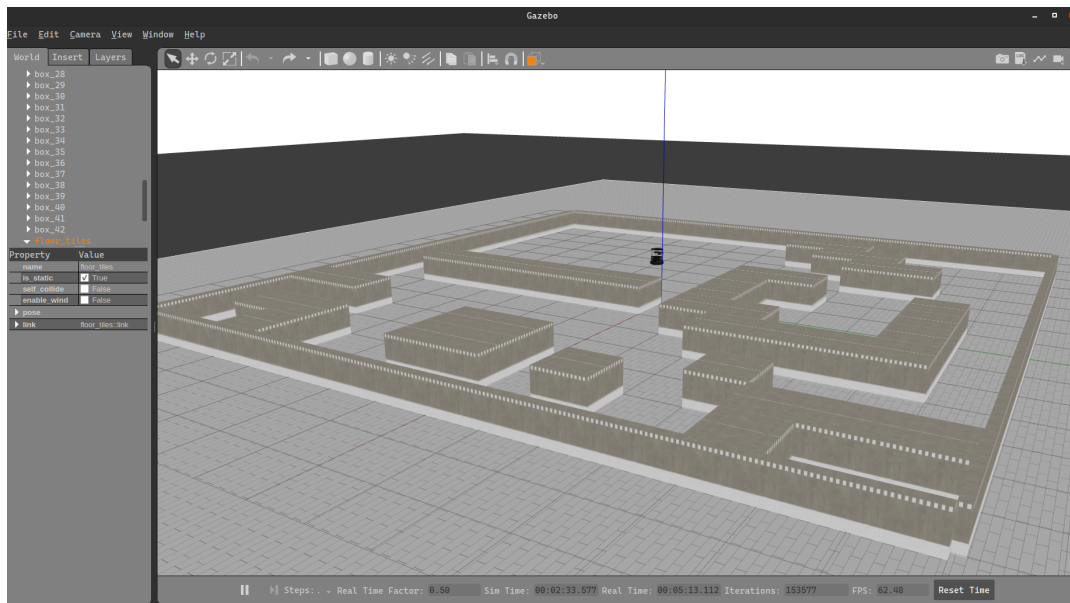 Gazebo
File Edit Camera View Window Help
World Insert Layers
box_28
box_29
box_30
box_31
box_32
box_33
box_34
box_35
box_36
box_37
box_38
box_39
box_40
box_41
box_42
floor_tiles
Property Value
name floor_tiles
is_static True
self_collide False
enable_wind False
pose
link floor_tiles::link
Steps: Real Time Factor: 0.50 Sim Time: 00:02:33.577 Real Time: 00:05:13.112 Iterations: 153577 FPS: 62.48 Reset Time